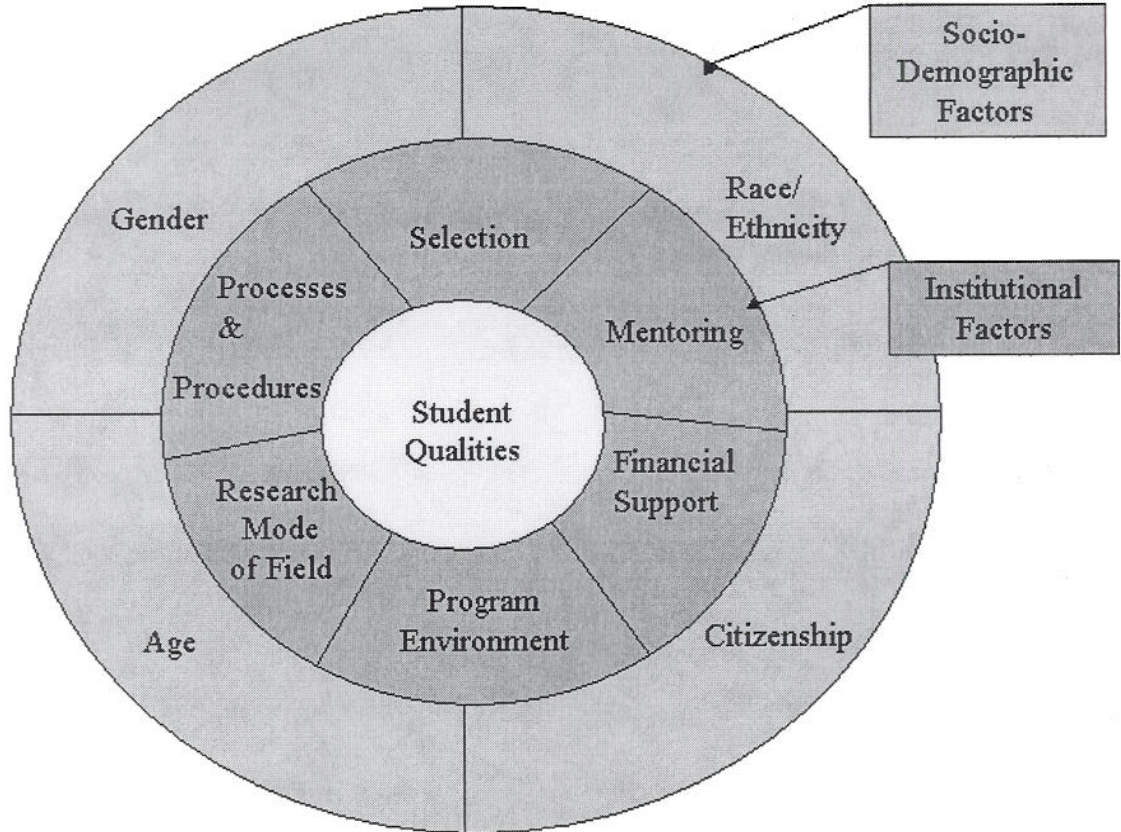 Socio-
Demographic
Factors
Race/
Ethnicity
Gender
Selection
Institutional
Factors
Processes
&
Procedures
Mentoring
Student
Qualities
Financial
Support
Research
Mode
of Field
Program
Environment
Age
Citizenship